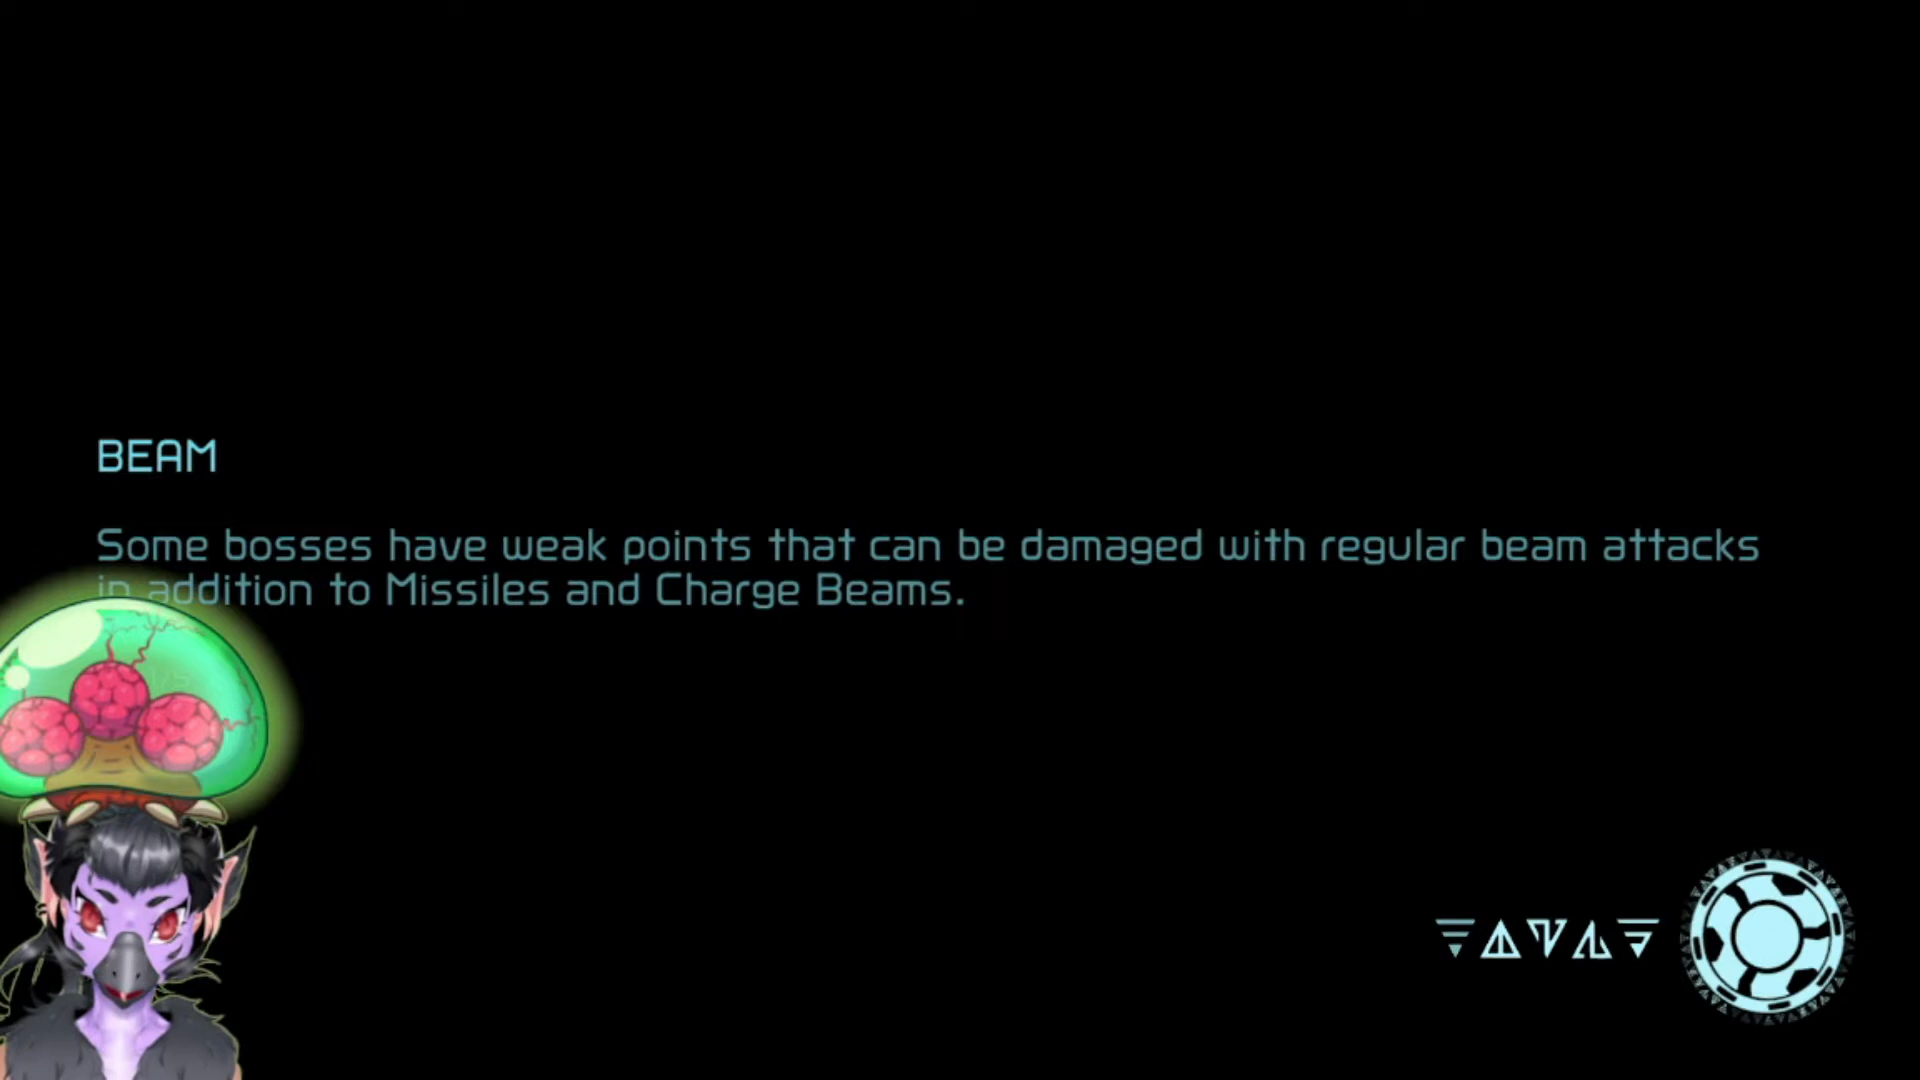 BEAM
Some bosses have weak points that can be damaged with regular beam attacks
in addition to Missiles and Charge Beams.